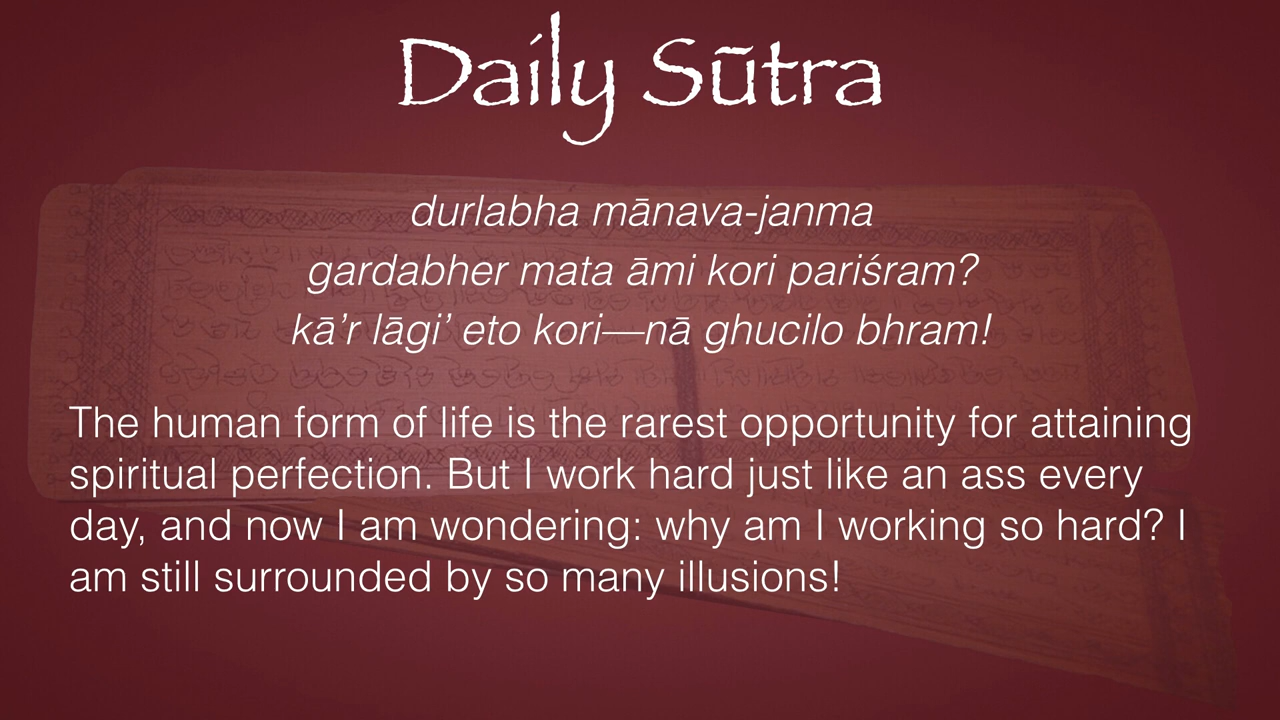 Daily Sūtra
durlabha mānava-janma
gardabher mata āmi kori pariśram?
kā’r lāgi’ eto kori—nā ghucilo bhram!
The human form of life is the rarest opportunity for attaining
spiritual perfection. But I work hard just like an ass every
day, and now I am wondering: why am I working so hard? I
am still surrounded by so many illusions!